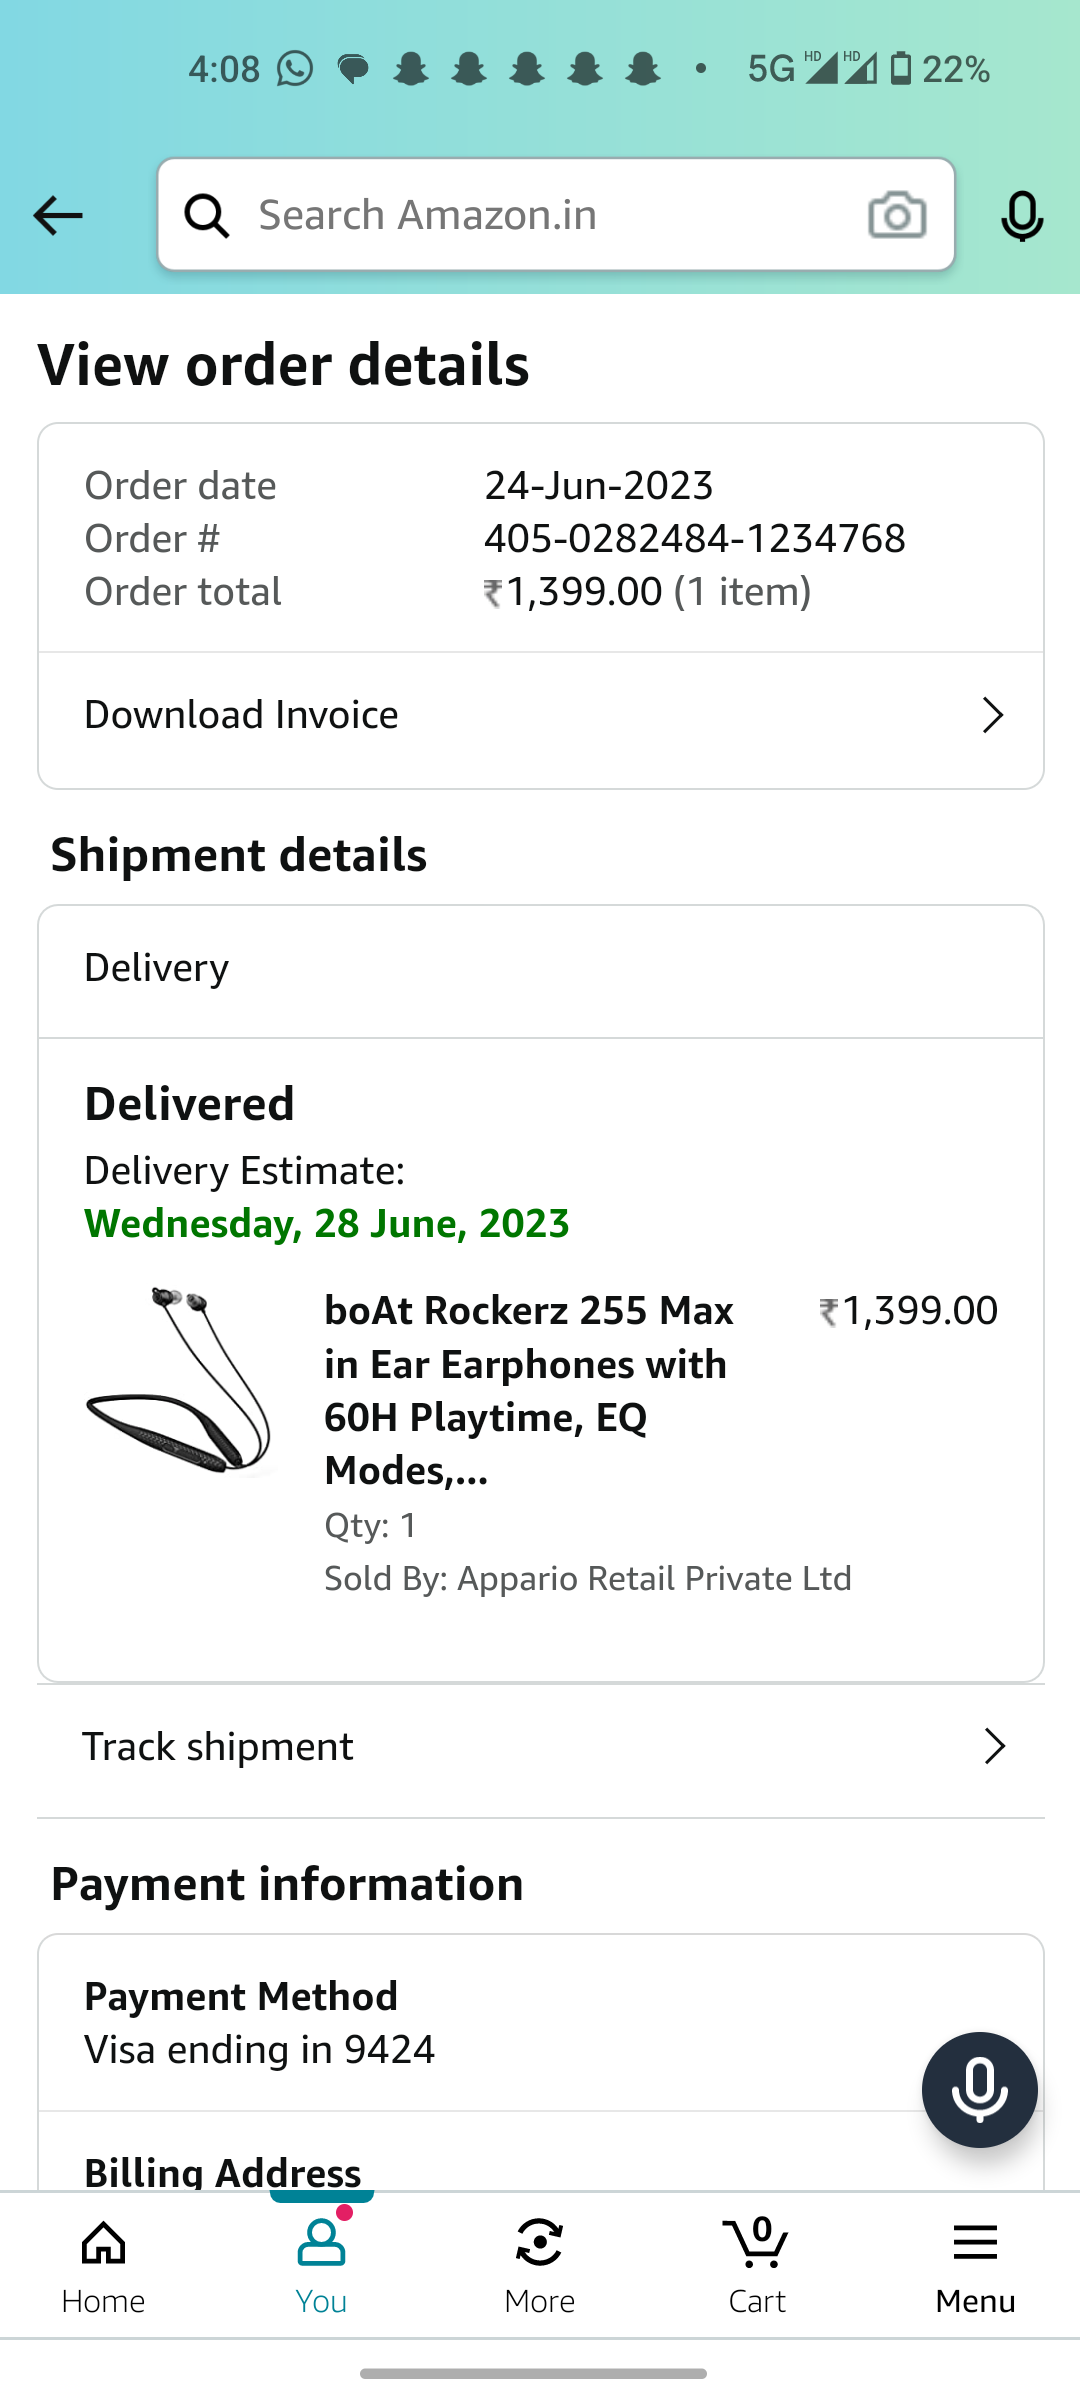 4:08 5G HD HD 22%
Search Amazon.in
View order details
Order date 24-Jun-2023
Order # 405-0282484-1234768
Order total ₹1,399.00 (1 item)
Download Invoice
Shipment details
Delivery
Delivered
Delivery Estimate:
Wednesday, 28 June, 2023
boAt Rockerz 255 Max ₹1,399.00
in Ear Earphones with
60H Playtime, EQ
Modes,...
Qty: 1
Sold By: Appario Retail Private Ltd
Track shipment
Payment information
Payment Method
Visa ending in 9424
Billing Address
0
Home You More Cart Menu